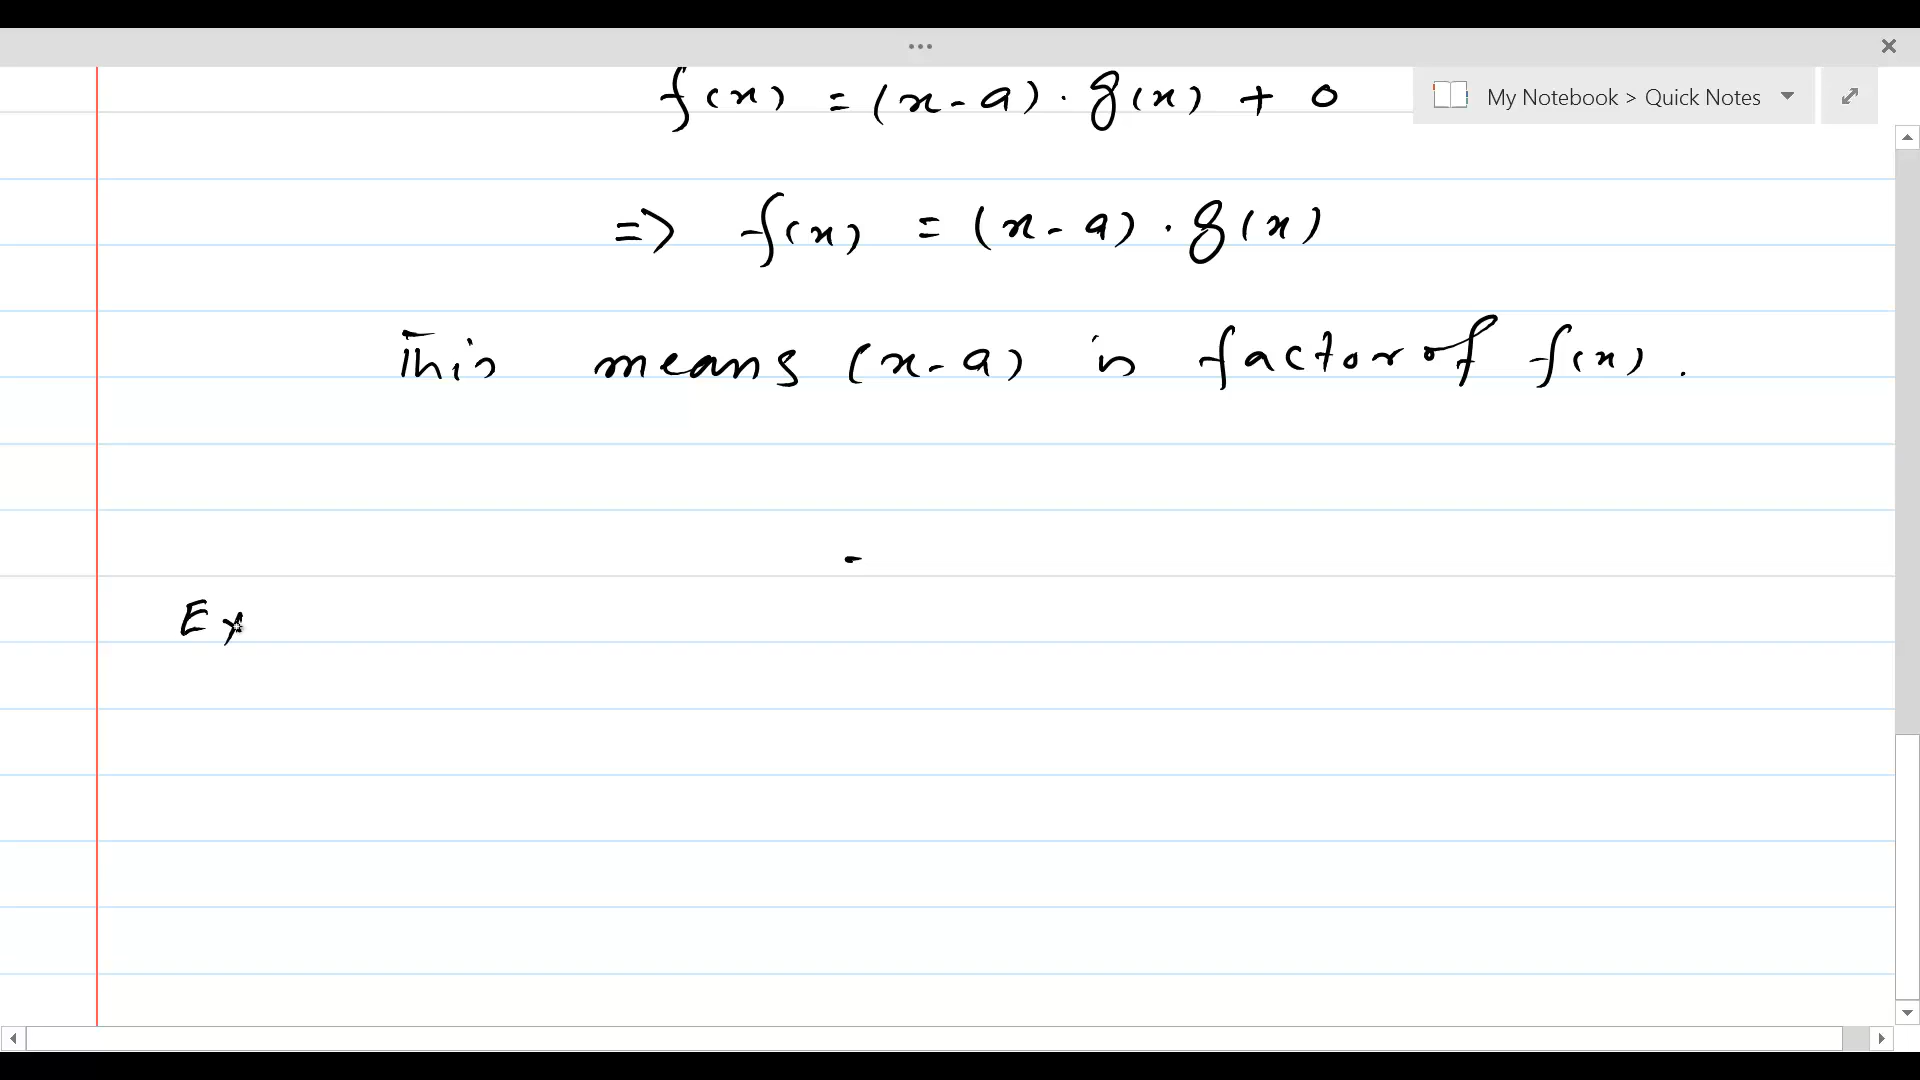 f(x) = (x-a) . g(x) + 0
My Notebook > Quick Notes
=> f(x) = (x-a) . g(x)
This means (x-a) is factor of f(x) .
-
Ex